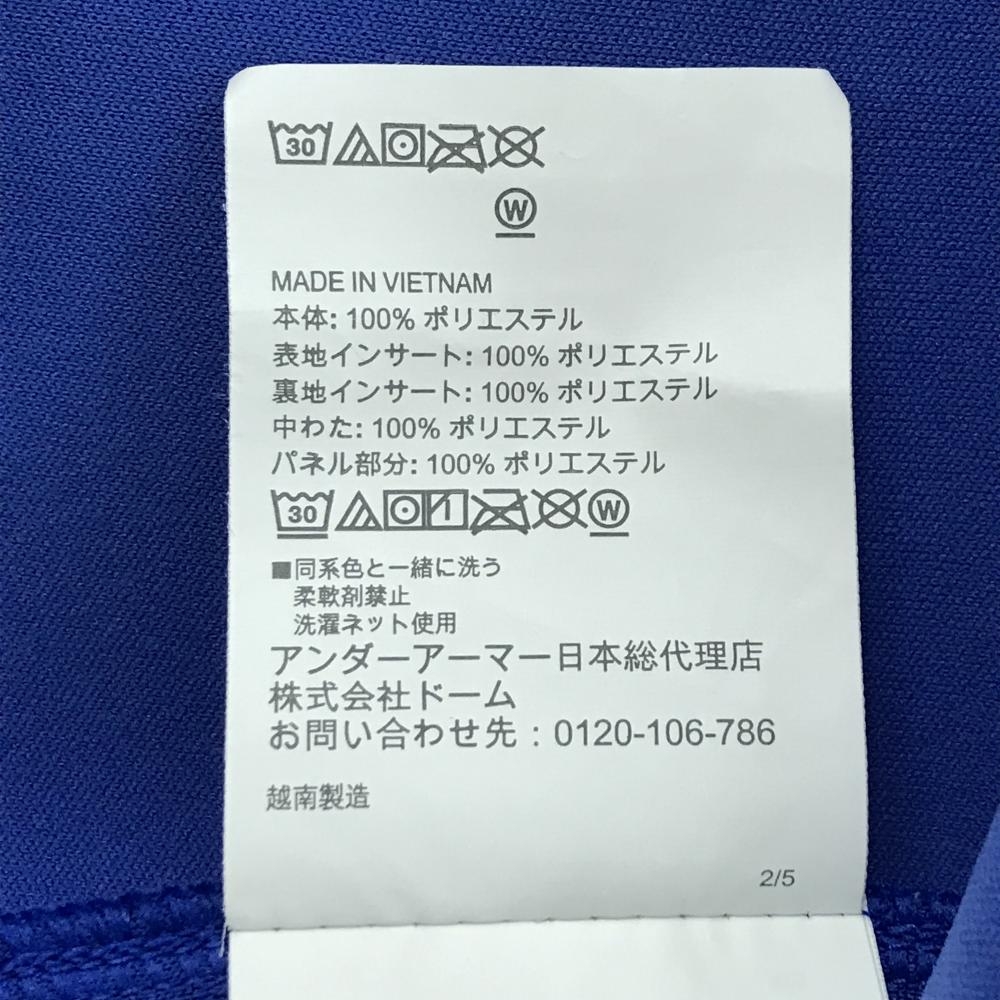 30
W
MADE IN VIETNAM
本体: 100% ポリエステル
表地インサート: 100% ポリエステル
裏地インサート: 100% ポリエステル
中わた: 100% ポリエステル
パネル部分: 100% ポリエステル
30 W
■同系色と一緒に洗う
柔軟剤禁止
洗濯ネット使用
アンダーアーマー日本総代理店
株式会社ドーム
お問い合わせ先：0120-106-786
越南製造
2/5